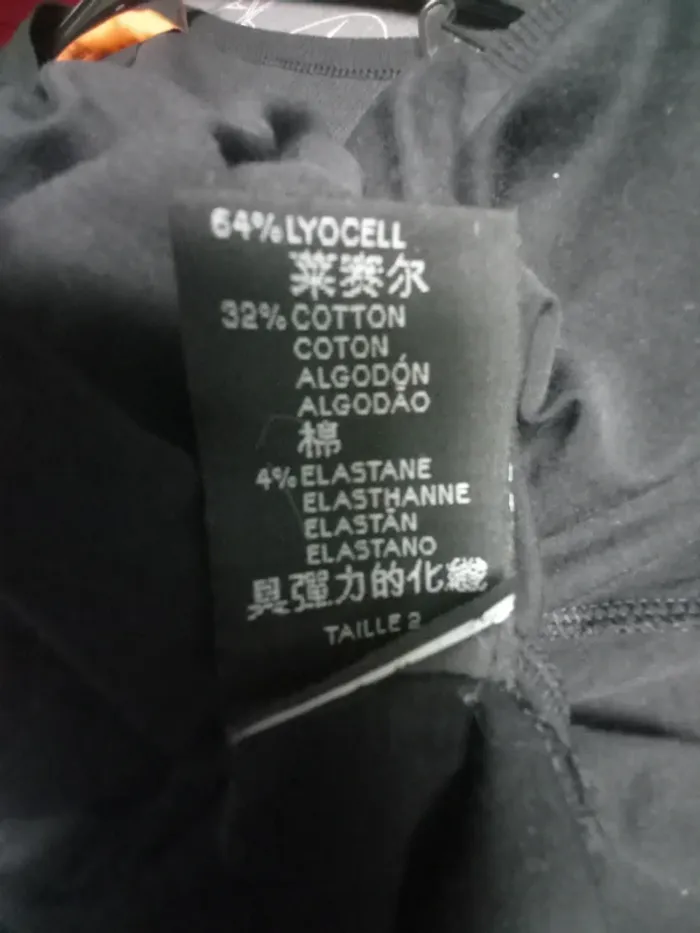 64% LYOCELL
莱赛尔
32% COTTON
COTON
ALGODÓN
ALGODÃO
棉
4% ELASTANE
ELASTHANNE
ELASTÁN
ELASTANO
具彈力的化纖
TAILLE 2